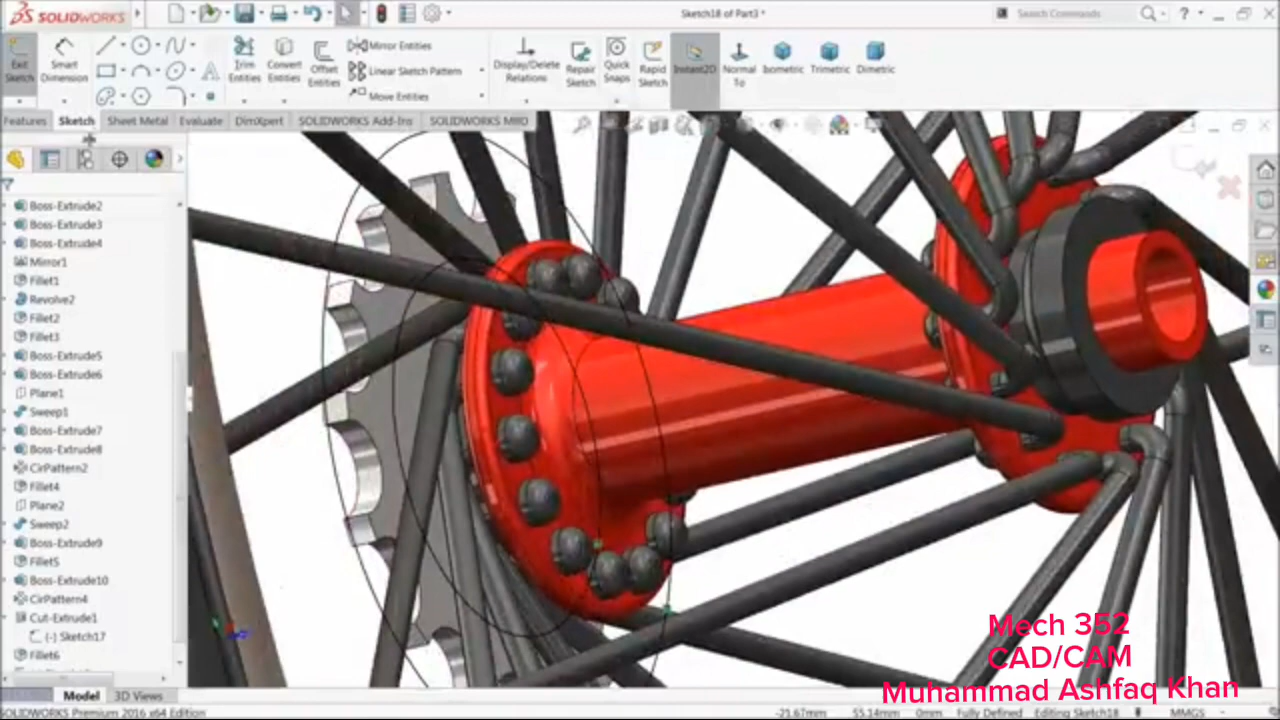 SOLIDWORKS
Sketch18 of Part3 *
Search Commands
Exit Sketch
Smart Dimension
Trim Entities
Convert Entities
Offset Entities
Mirror Entities
Linear Sketch Pattern
Move Entities
Display/Delete Relations
Repair Sketch
Quick Snaps
Rapid Sketch
Instant2D
Normal To
Isometric
Trimetric
Dimetric
Features
Sketch
Sheet Metal
Evaluate
DimXpert
SOLIDWORKS Add-Ins
SOLIDWORKS MBD
Boss-Extrude2
Boss-Extrude3
Boss-Extrude4
Mirror1
Fillet1
Revolve2
Fillet2
Fillet3
Boss-Extrude5
Boss-Extrude6
Plane1
Sweep1
Boss-Extrude7
Boss-Extrude8
CirPattern2
Fillet4
Plane2
Sweep2
Boss-Extrude9
Fillet5
Boss-Extrude10
CirPattern4
Cut-Extrude1
(-) Sketch17
Fillet6
Mech 352
CAD/CAM
Muhammad Ashfaq Khan
Model
3D Views
SOLIDWORKS Premium 2016 x64 Edition
-21.67mm
55.14mm
0mm
Fully Defined
Editing Sketch18
MMGS